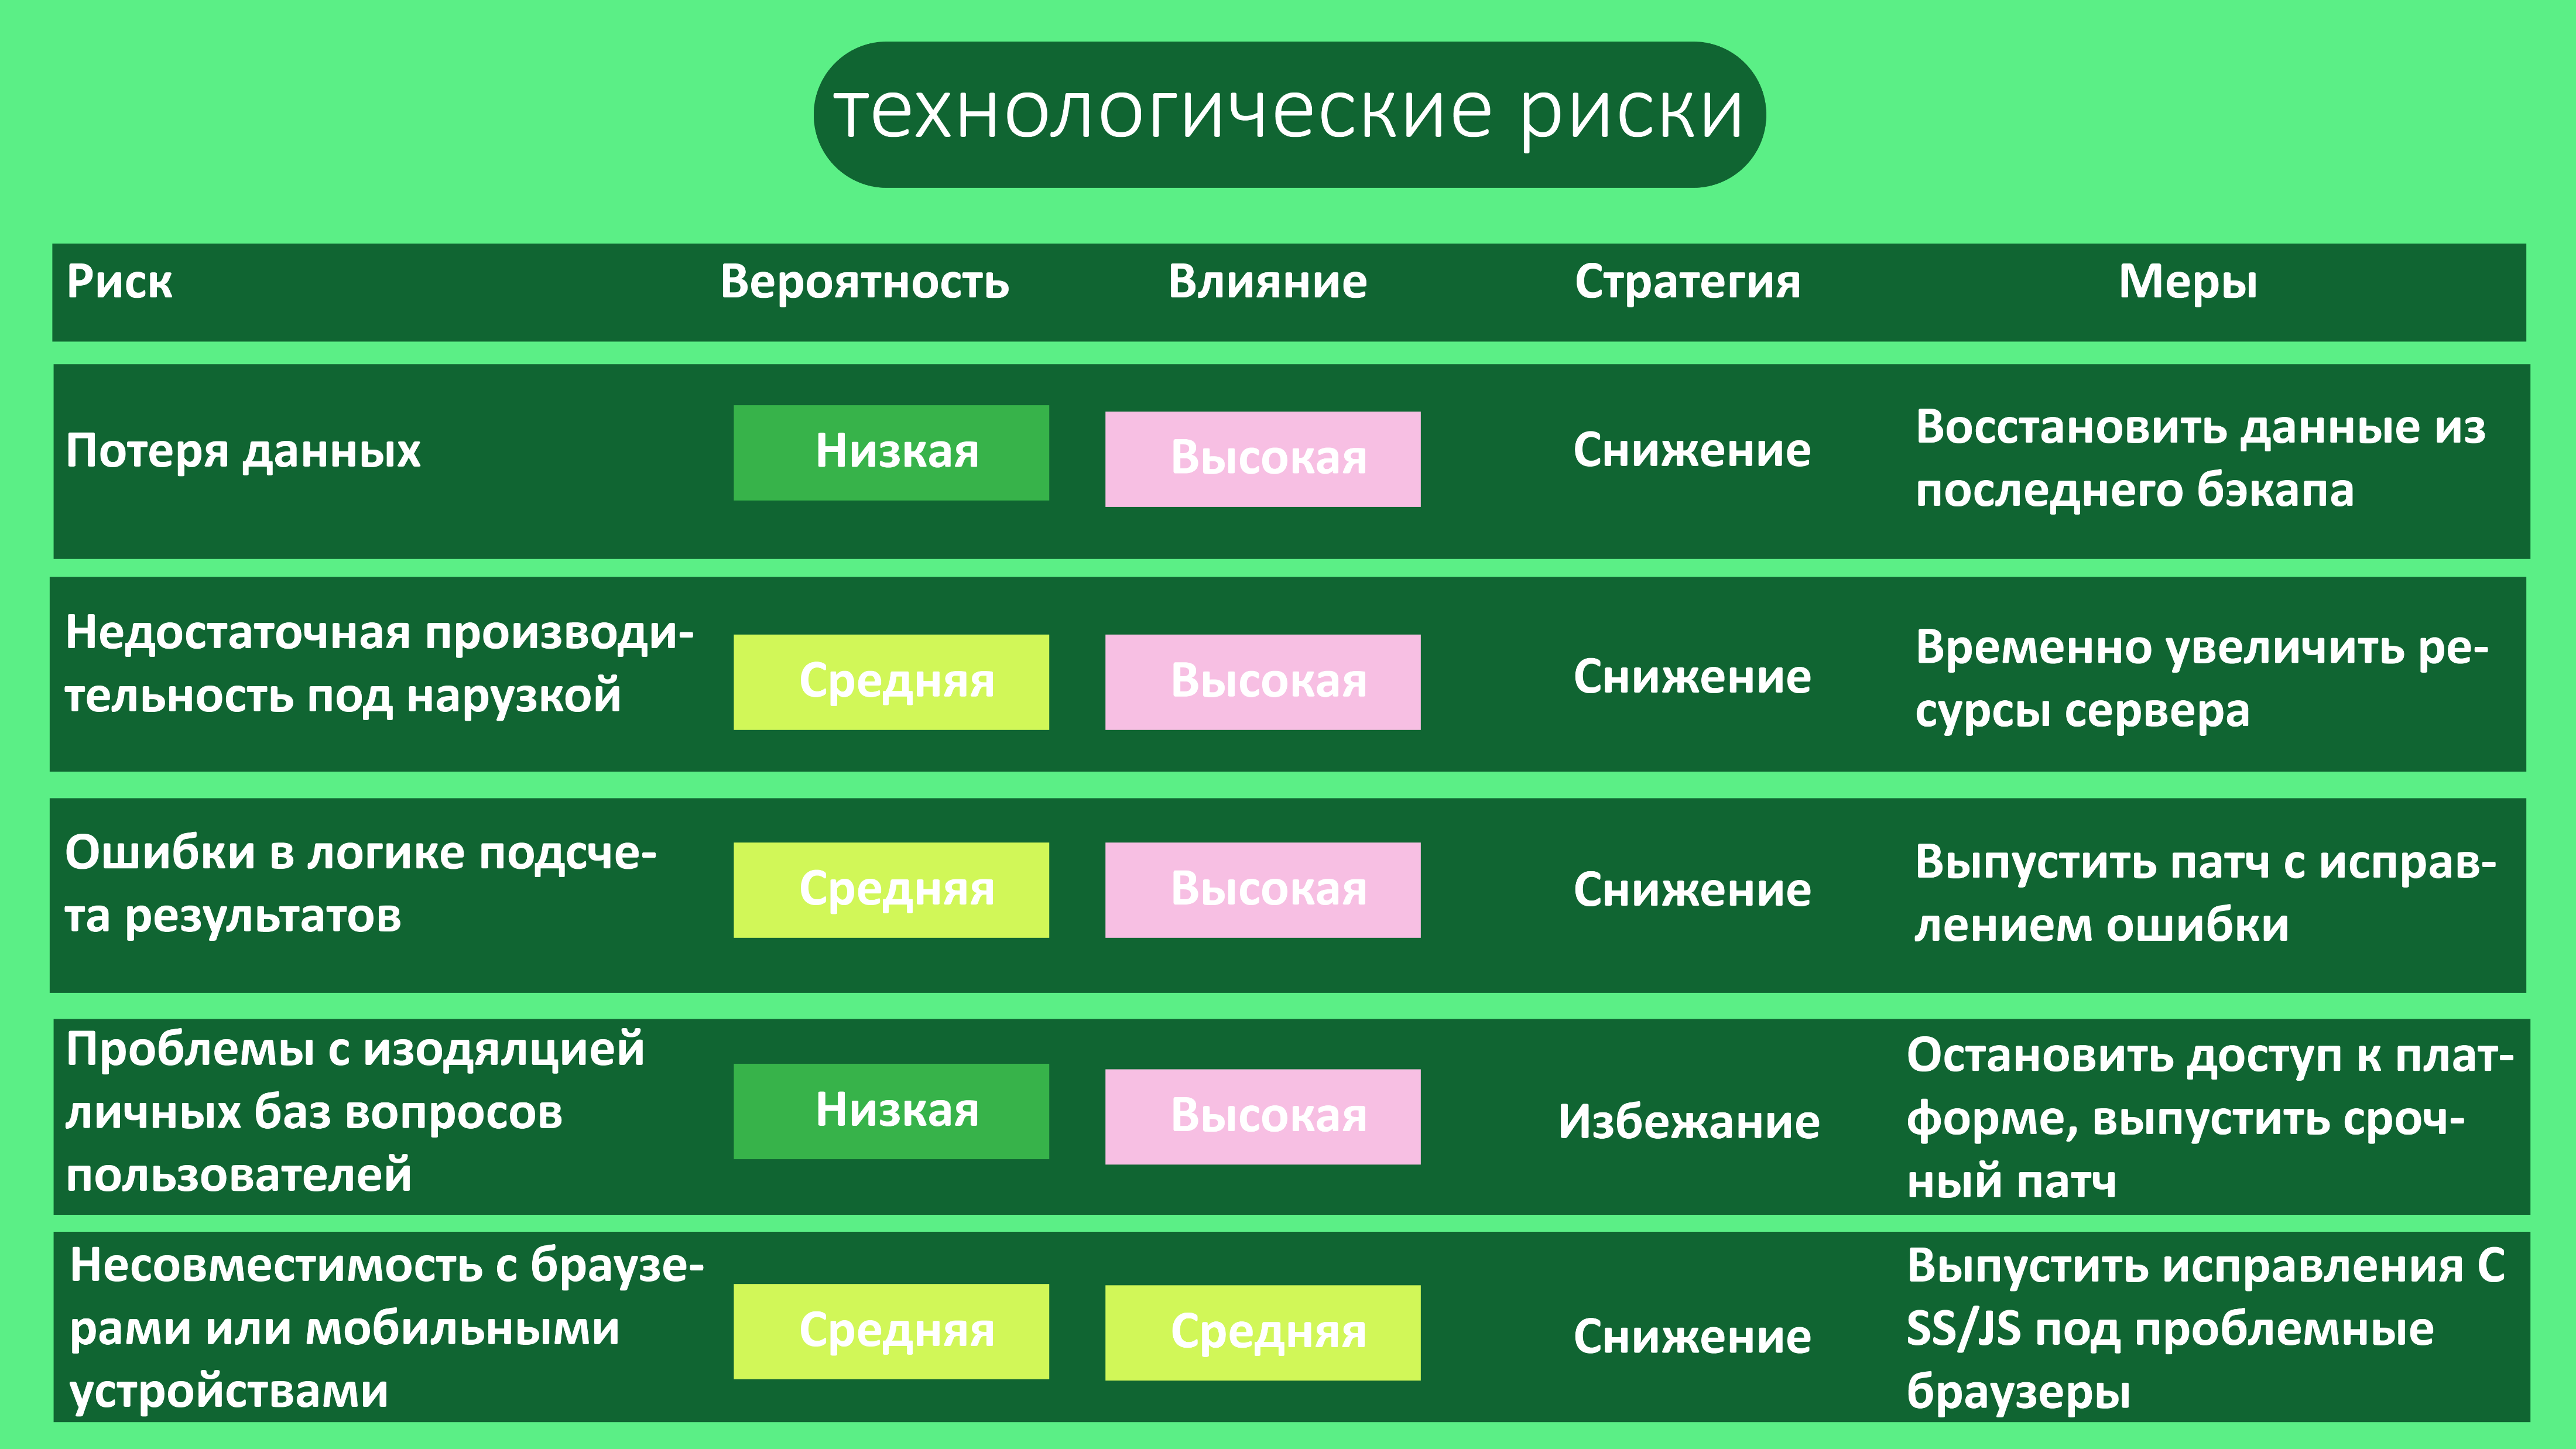 технологические риски
Риск Вероятность Влияние Стратегия Меры
Потеря данных
Низкая
Высокая
Снижение
Восстановить данные из
последнего бэкапа
Недостаточная производи-
тельность под нарузкой
Средняя
Высокая
Снижение
Временно увеличить ре-
сурсы сервера
Ошибки в логике подсче-
та результатов
Средняя
Высокая
Снижение
Выпустить патч с исправ-
лением ошибки
Проблемы с изодялцией
личных баз вопросов
пользователей
Низкая
Высокая
Избежание
Остановить доступ к плат-
форме, выпустить сроч-
ный патч
Несовместимость с браузе-
рами или мобильными
устройствами
Средняя
Средняя
Снижение
Выпустить исправления C
SS/JS под проблемные
браузеры